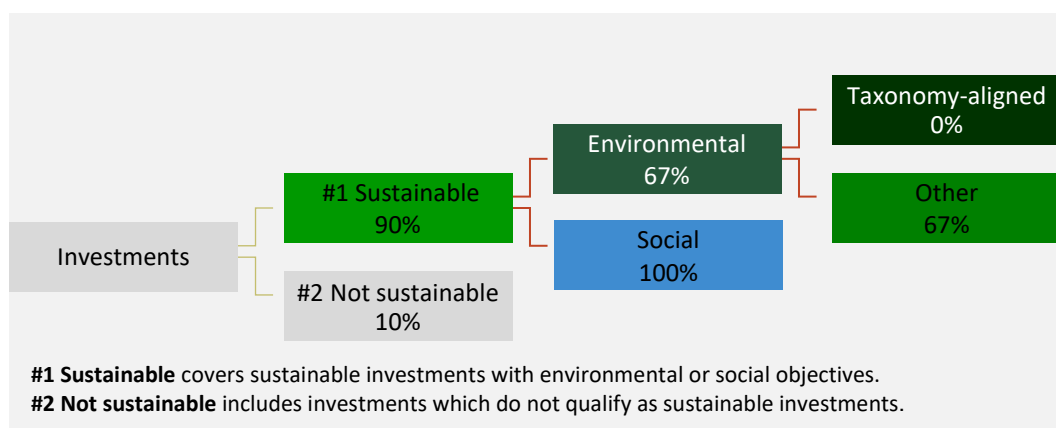 Taxonomy-aligned
0%
Environmental
67%
#1 Sustainable
90%
Other
67%
Social
100%
Investments
#2 Not sustainable
10%
#1 Sustainable covers sustainable investments with environmental or social objectives.
#2 Not sustainable includes investments which do not qualify as sustainable investments.